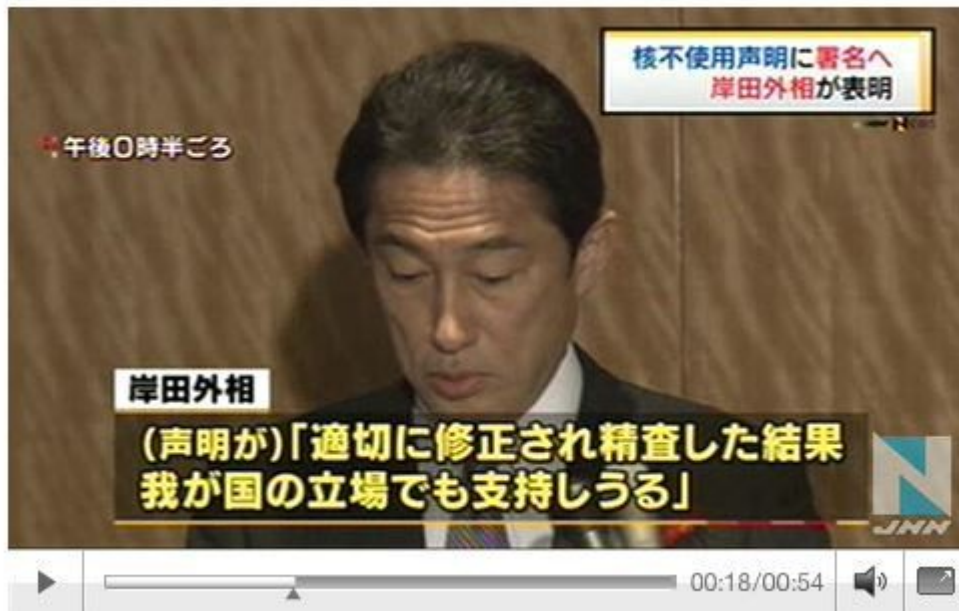 核不使用声明に署名へ
岸田外相が表明
午後0時半ごろ
岸田外相
(声明が)「適切に修正され精査した結果
我が国の立場でも支持しうる」
N
JNN
00:18/00:54